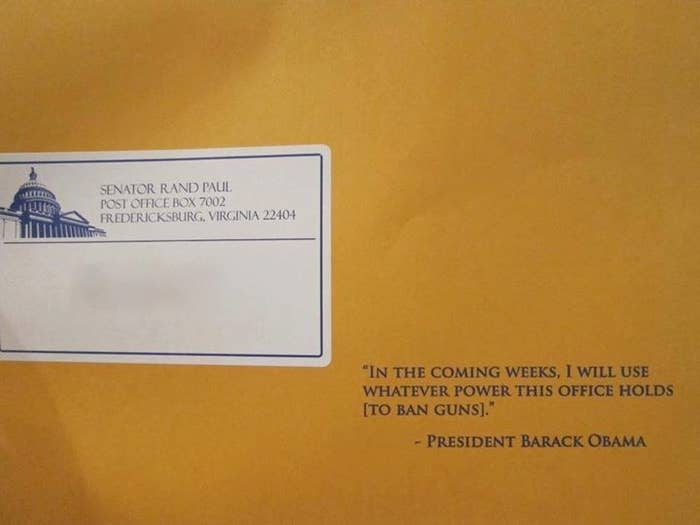 SENATOR RAND PAUL
POST OFFICE BOX 7002
FREDERICKSBURG, VIRGINIA 22404
"IN THE COMING WEEKS, I WILL USE
WHATEVER POWER THIS OFFICE HOLDS
[TO BAN GUNS]."
- PRESIDENT BARACK OBAMA